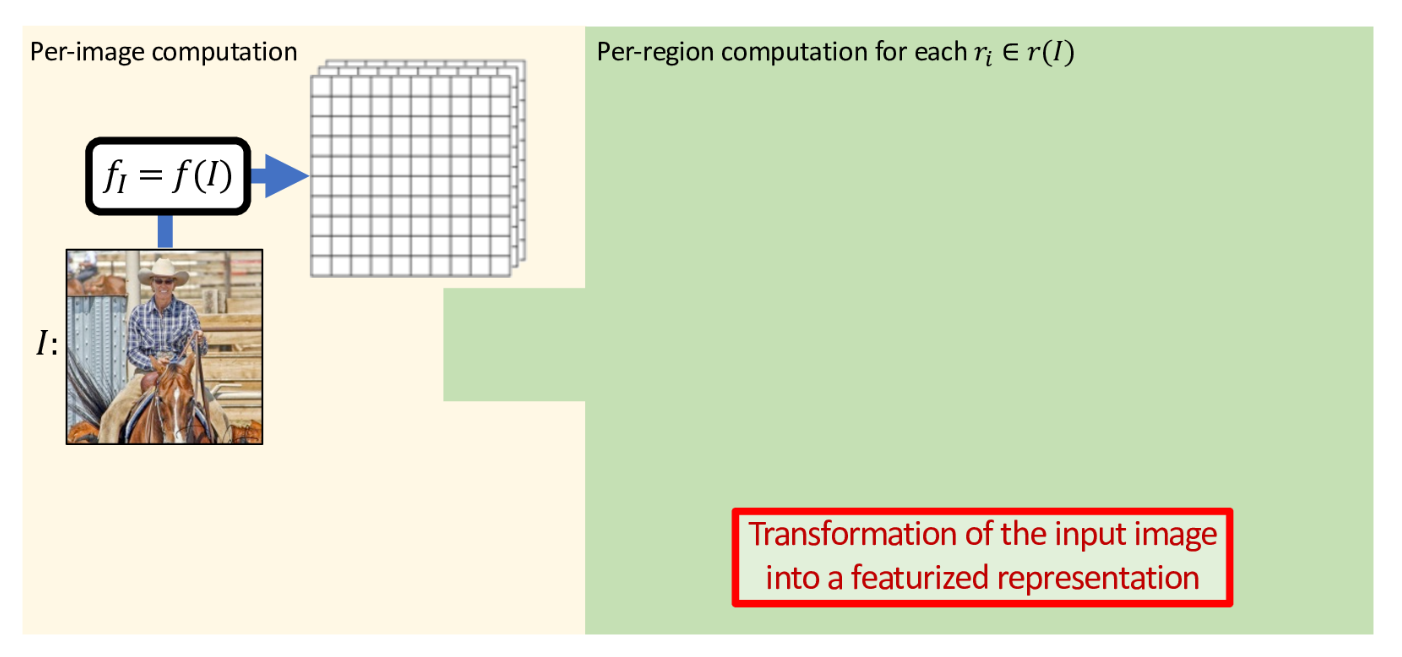 Per-image computation
Per-region computation for each $r_i \in r(I)$
$f_I = f(I)$
$I$:
Transformation of the input image
into a featurized representation